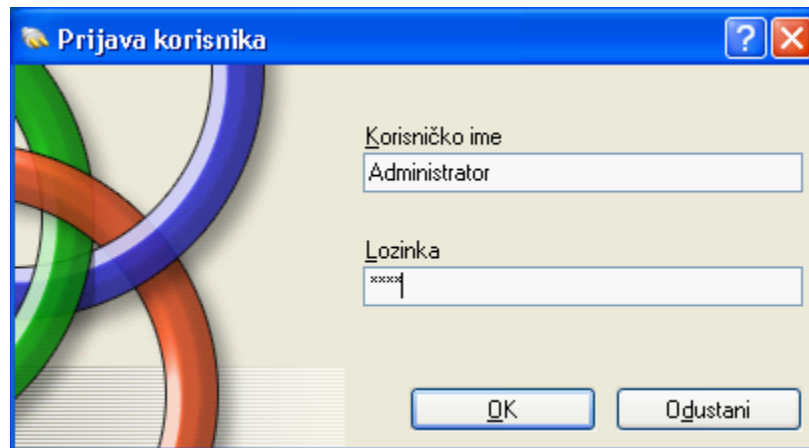 Prijava korisnika
Korisničko ime
Administrator
Lozinka
****
OK
Odustani